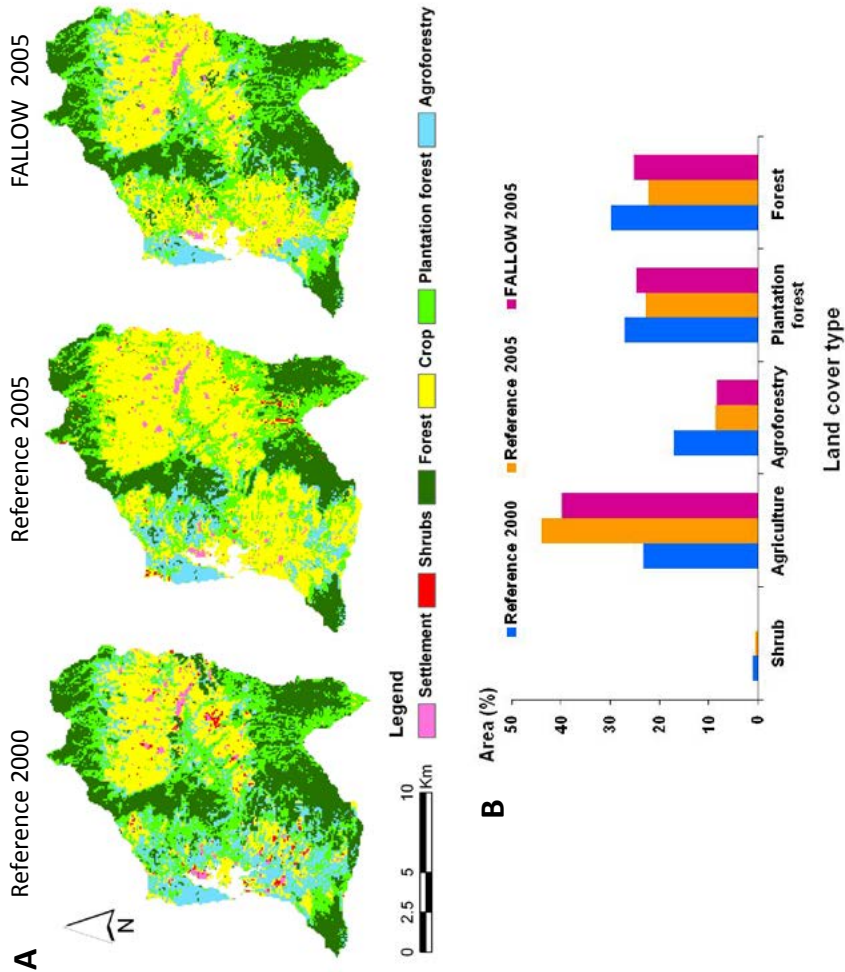 A
Reference 2000
Reference 2005
FALLOW 2005
N
0 2.5 5 10
Km
Legend
Settlement
Shrubs
Forest
Crop
Plantation forest
Agroforestry
B
Area (%)
Reference 2000
Reference 2005
FALLOW 2005
50
40
30
20
10
0
Shrub
Agriculture
Agroforestry
Plantation
forest
Forest
Land cover type